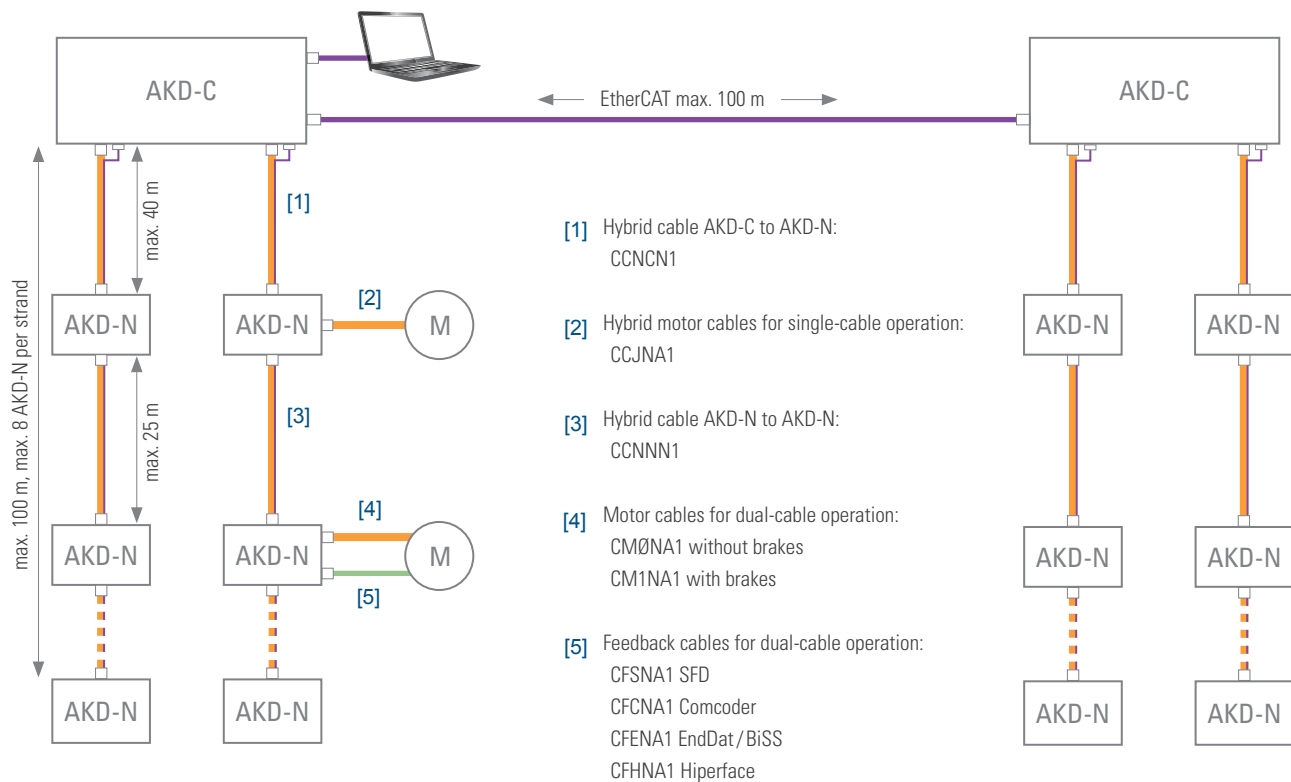 AKD-C
EtherCAT max. 100 m
AKD-C
max. 100 m, max. 8 AKD-N per strand
max. 40 m
[1]
[1] Hybrid cable AKD-C to AKD-N:
CCNCN1
AKD-N
AKD-N
[2]
M
[2] Hybrid motor cables for single-cable operation:
CCJNA1
AKD-N
AKD-N
max. 25 m
[3]
[3] Hybrid cable AKD-N to AKD-N:
CCNNN1
AKD-N
AKD-N
[4]
M
[5]
[4] Motor cables for dual-cable operation:
CMØNA1 without brakes
CM1NA1 with brakes
AKD-N
AKD-N
[5] Feedback cables for dual-cable operation:
CFSNA1 SFD
CFCNA1 Comcoder
CFENA1 EndDat / BiSS
CFHNA1 Hiperface
AKD-N
AKD-N
AKD-N
AKD-N